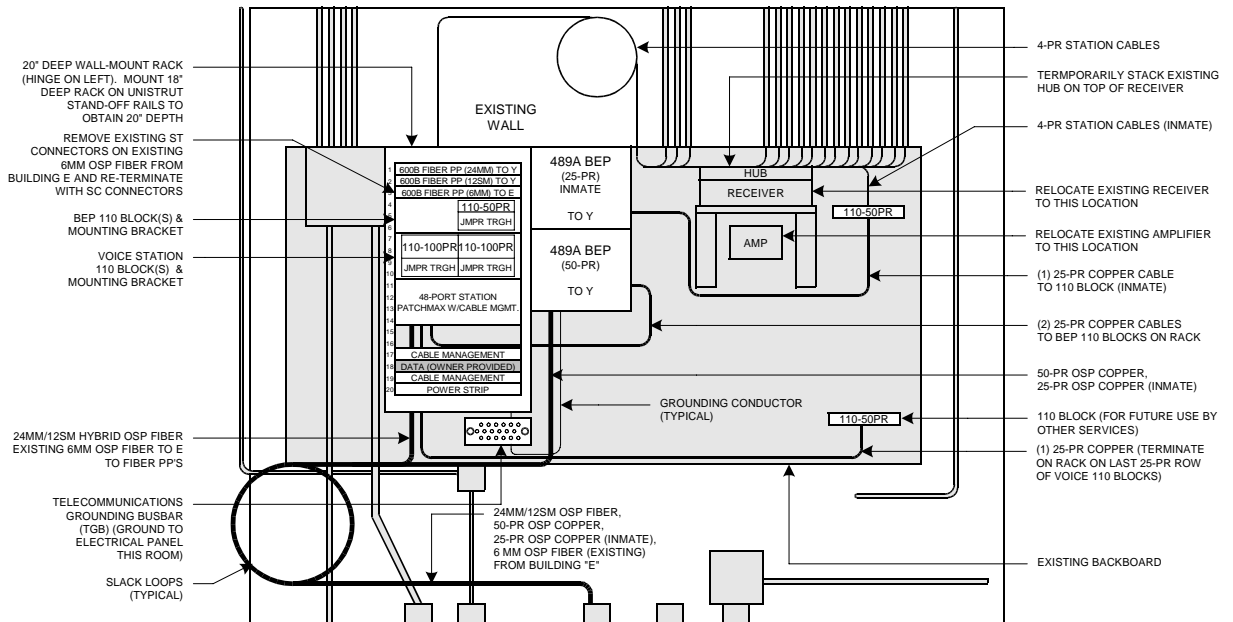 20" DEEP WALL-MOUNT RACK
(HINGE ON LEFT). MOUNT 18"
DEEP RACK ON UNISTRUT
STAND-OFF RAILS TO
OBTAIN 20" DEPTH
REMOVE EXISTING ST
CONNECTORS ON EXISTING
6MM OSP FIBER FROM
BUILDING E AND RE-TERMINATE
WITH SC CONNECTORS
BEP 110 BLOCK(S) &
MOUNTING BRACKET
VOICE STATION
110 BLOCK(S) &
MOUNTING BRACKET
24MM/12SM HYBRID OSP FIBER
EXISTING 6MM OSP FIBER TO E
TO FIBER PP'S
TELECOMMUNICATIONS
GROUNDING BUSBAR
(TGB) (GROUND TO
ELECTRICAL PANEL
THIS ROOM)
SLACK LOOPS
(TYPICAL)
EXISTING
WALL
1
2
3
4
5
6
7
8
9
10
11
12
13
14
15
16
17
18
19
20
600B FIBER PP (24MM) TO Y
600B FIBER PP (12SM) TO Y
600B FIBER PP (6MM) TO E
110-50PR
JMPR TRGH
110-100PR
110-100PR
JMPR TRGH
JMPR TRGH
48-PORT STATION
PATCHMAX W/CABLE MGMT.
CABLE MANAGEMENT
DATA (OWNER PROVIDED)
CABLE MANAGEMENT
POWER STRIP
489A BEP
(25-PR)
INMATE
TO Y
489A BEP
(50-PR)
TO Y
HUB
RECEIVER
AMP
110-50PR
110-50PR
GROUNDING CONDUCTOR
(TYPICAL)
24MM/12SM OSP FIBER,
50-PR OSP COPPER,
25-PR OSP COPPER (INMATE),
6 MM OSP FIBER (EXISTING)
FROM BUILDING "E"
4-PR STATION CABLES
TERMPORARILY STACK EXISTING
HUB ON TOP OF RECEIVER
4-PR STATION CABLES (INMATE)
RELOCATE EXISTING RECEIVER
TO THIS LOCATION
RELOCATE EXISTING AMPLIFIER
TO THIS LOCATION
(1) 25-PR COPPER CABLE
TO 110 BLOCK (INMATE)
(2) 25-PR COPPER CABLES
TO BEP 110 BLOCKS ON RACK
50-PR OSP COPPER,
25-PR OSP COPPER (INMATE)
110 BLOCK (FOR FUTURE USE BY
OTHER SERVICES)
(1) 25-PR COPPER (TERMINATE
ON RACK ON LAST 25-PR ROW
OF VOICE 110 BLOCKS)
EXISTING BACKBOARD